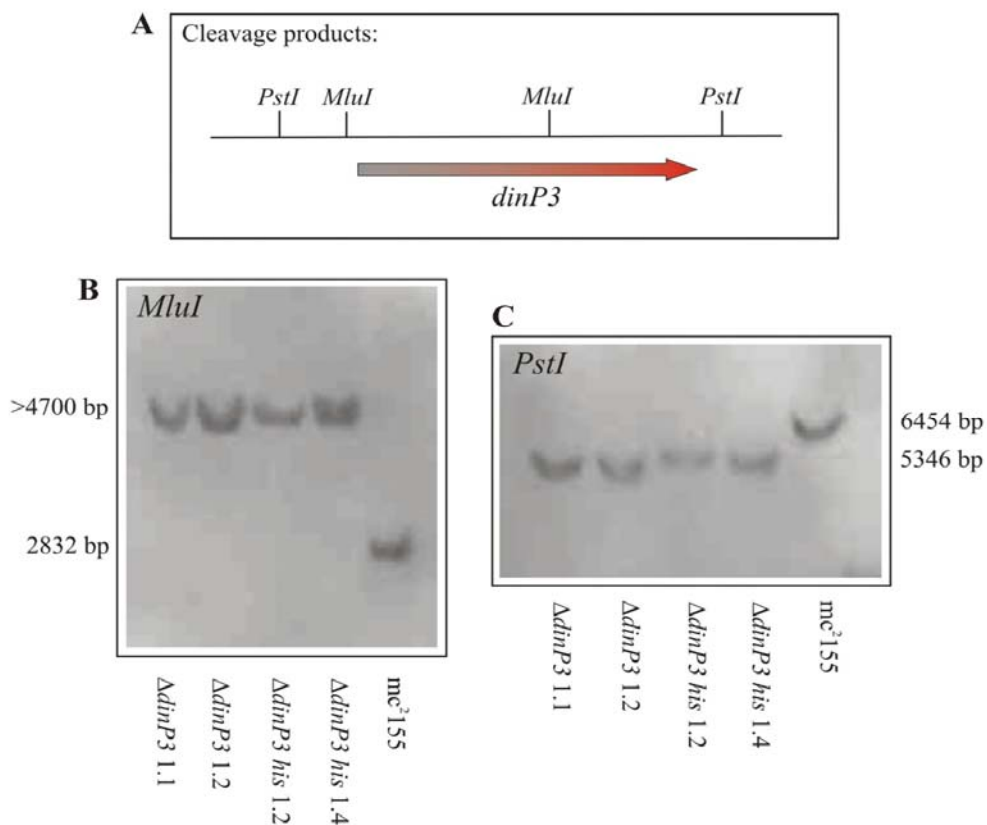 A
Cleavage products:
PstI MluI MluI PstI
dinP3
B
MluI
>4700 bp
2832 bp
ΔdinP3 1.1
ΔdinP3 1.2
ΔdinP3 his 1.2
ΔdinP3 his 1.4
mc²155
C
PstI
6454 bp
5346 bp
ΔdinP3 1.1
ΔdinP3 1.2
ΔdinP3 his 1.2
ΔdinP3 his 1.4
mc²155